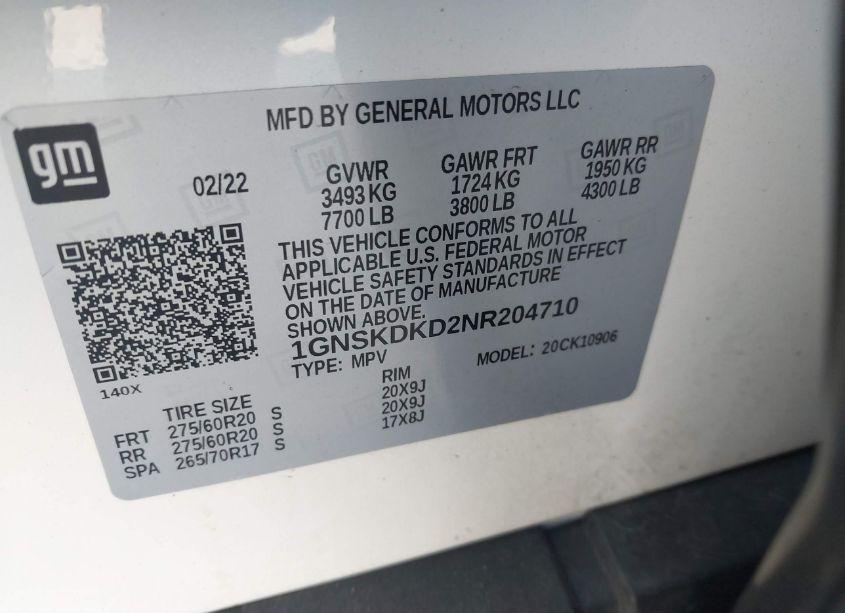 MFD BY GENERAL MOTORS LLC
gm
02/22
GVWR GAWR FRT GAWR RR
3493 KG 1724 KG 1950 KG
7700 LB 3800 LB 4300 LB
THIS VEHICLE CONFORMS TO ALL
APPLICABLE U.S. FEDERAL MOTOR
VEHICLE SAFETY STANDARDS IN EFFECT
ON THE DATE OF MANUFACTURE
SHOWN ABOVE.
1GNSKDKD2NR204710
TYPE: MPV MODEL: 20CK10906
140X
TIRE SIZE RIM
FRT 275/60R20 S 20X9J
RR 275/60R20 S 20X9J
SPA 265/70R17 S 17X8J